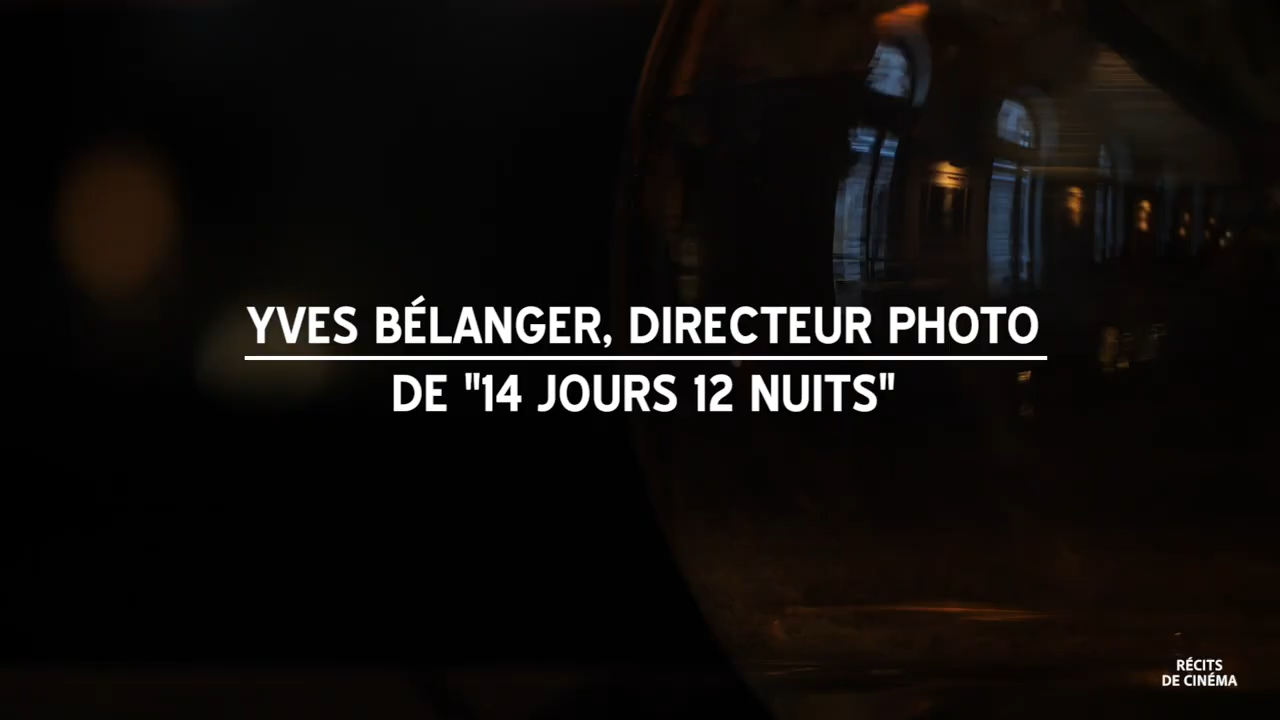 YVES BÉLANGER, DIRECTEUR PHOTO
DE "14 JOURS 12 NUITS"
RÉCITS
DE CINÉMA